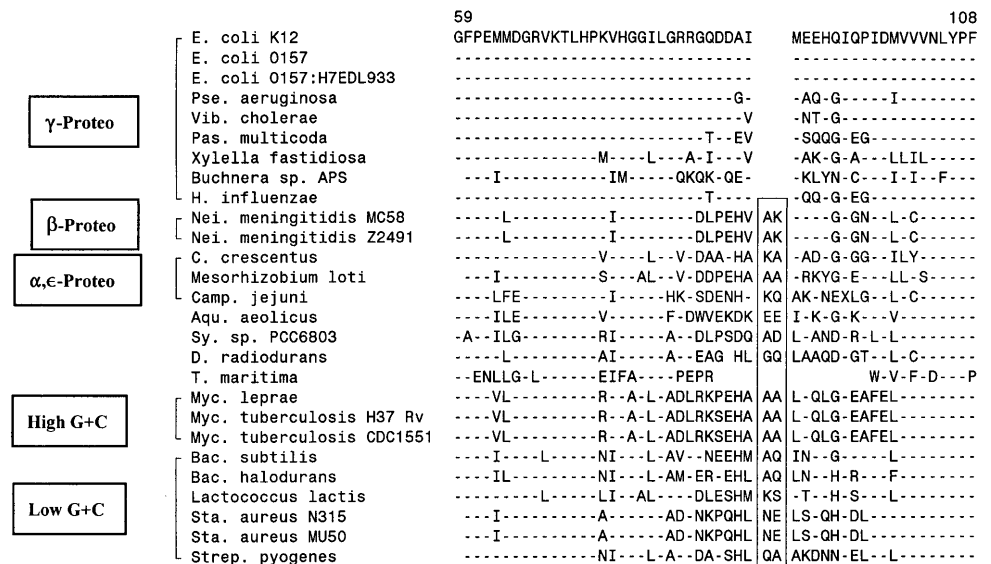 59 108
E. coli K12 GFPEMMDGRVKTLHPKVHGGILGRRGQDDAI MEEHQIQPIDMVVVNLYPF
E. coli O157 ------------------------------- -------------------
E. coli O157:H7EDL933 ------------------------------- -------------------
Pse. aeruginosa -----------------------------G- -AQ-G-----I--------
γ-Proteo
Vib. cholerae ------------------------------V -NT-G--------------
Pas. multicoda --------------------------T--EV -SQQG-EG-----------
Xylella fastidiosa ---------------M----L---A-I---V -AK-G-A---LLIL-----
Buchnera sp. APS ----I-----------IM-----QKQK-QE- -KLYN-C---I-I--F---
H. influenzae --------------------------T---- -QQ-G-EG-----------
β-Proteo
Nei. meningitidis MC58 -----L----------I--------DLPEHV AK ----G-GN--L-C------
Nei. meningitidis Z2491 -----L----------I--------DLPEHV AK ----G-GN--L-C------
C. crescentus ---------------V----L--V-DAA-HA KA -AD-G-GG--ILY------
α,ϵ-Proteo
Mesorhizobium loti ----I----------S---AL--V-DDPEHA AA --RKYG-E---LL-S----
Camp. jejuni ----LFE---------V-I-----HK-SDENH- KQ AK-NEXLG--L-C------
Aqu. aeolicus ----ILE--------V------F-DWVEKDK EE I-K-G-K---V--------
Sy. sp. PCC6803 -A--ILG--------RI-----A--DLPSDQ AD L-AND-R-L-L--------
D. radiodurans -----L---------AI-----A--EAG HL GQ LAAQD-GT--L-C------
T. maritima --ENLLG-L------EIFA----PEPR W-V-F-D---P
High G+C
Myc. leprae ----VL---------R--A-L-ADLRKPEHA AA L-QLG-EAFEL--------
Myc. tuberculosis H37 Rv ----VL---------R--A-L-ADLRKSEHA AA L-QLG-EAFEL--------
Myc. tuberculosis CDC1551 ----VL---------R--A-L-ADLRKSEHA AA L-QLG-EAFEL--------
Bac. subtilis ----I----L-----NI---L-AV--NEEHM AQ IN--G-----L--------
Bac. halodurans ----IL---------NI---L-AM-ER-EHL AQ LN--H-R---F--------
Low G+C
Lactococcus lactis ---------L-----LI--AL----DLESHM KS -T--H-S---L--------
Sta. aureus N315 ----I----------A------AD-NKPQHL NE LS-QH-DL-----------
Sta. aureus MU50 ----I----------A------AD-NKPQHL NE LS-QH-DL-----------
Strep. pyogenes ---------------NI---L-A--DA-SHL QA AKDNN-EL--L--------